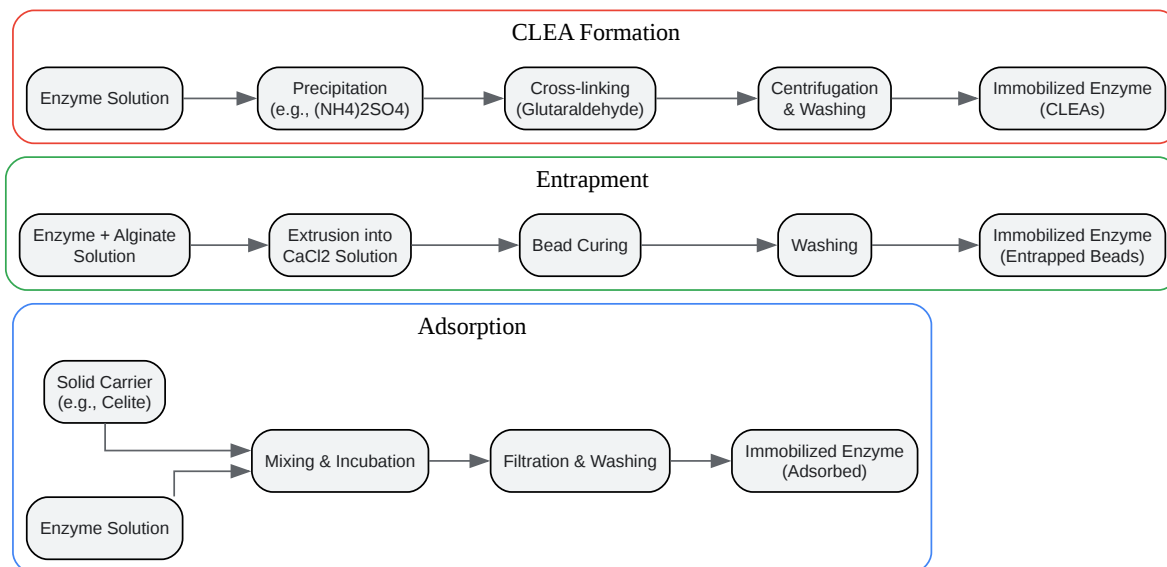 CLEA Formation
Enzyme Solution
Precipitation
(e.g., (NH4)2SO4)
Cross-linking
(Glutaraldehyde)
Centrifugation
& Washing
Immobilized Enzyme
(CLEAs)
Entrapment
Enzyme + Alginate
Solution
Extrusion into
CaCl2 Solution
Bead Curing
Washing
Immobilized Enzyme
(Entrapped Beads)
Adsorption
Solid Carrier
(e.g., Celite)
Enzyme Solution
Mixing & Incubation
Filtration & Washing
Immobilized Enzyme
(Adsorbed)